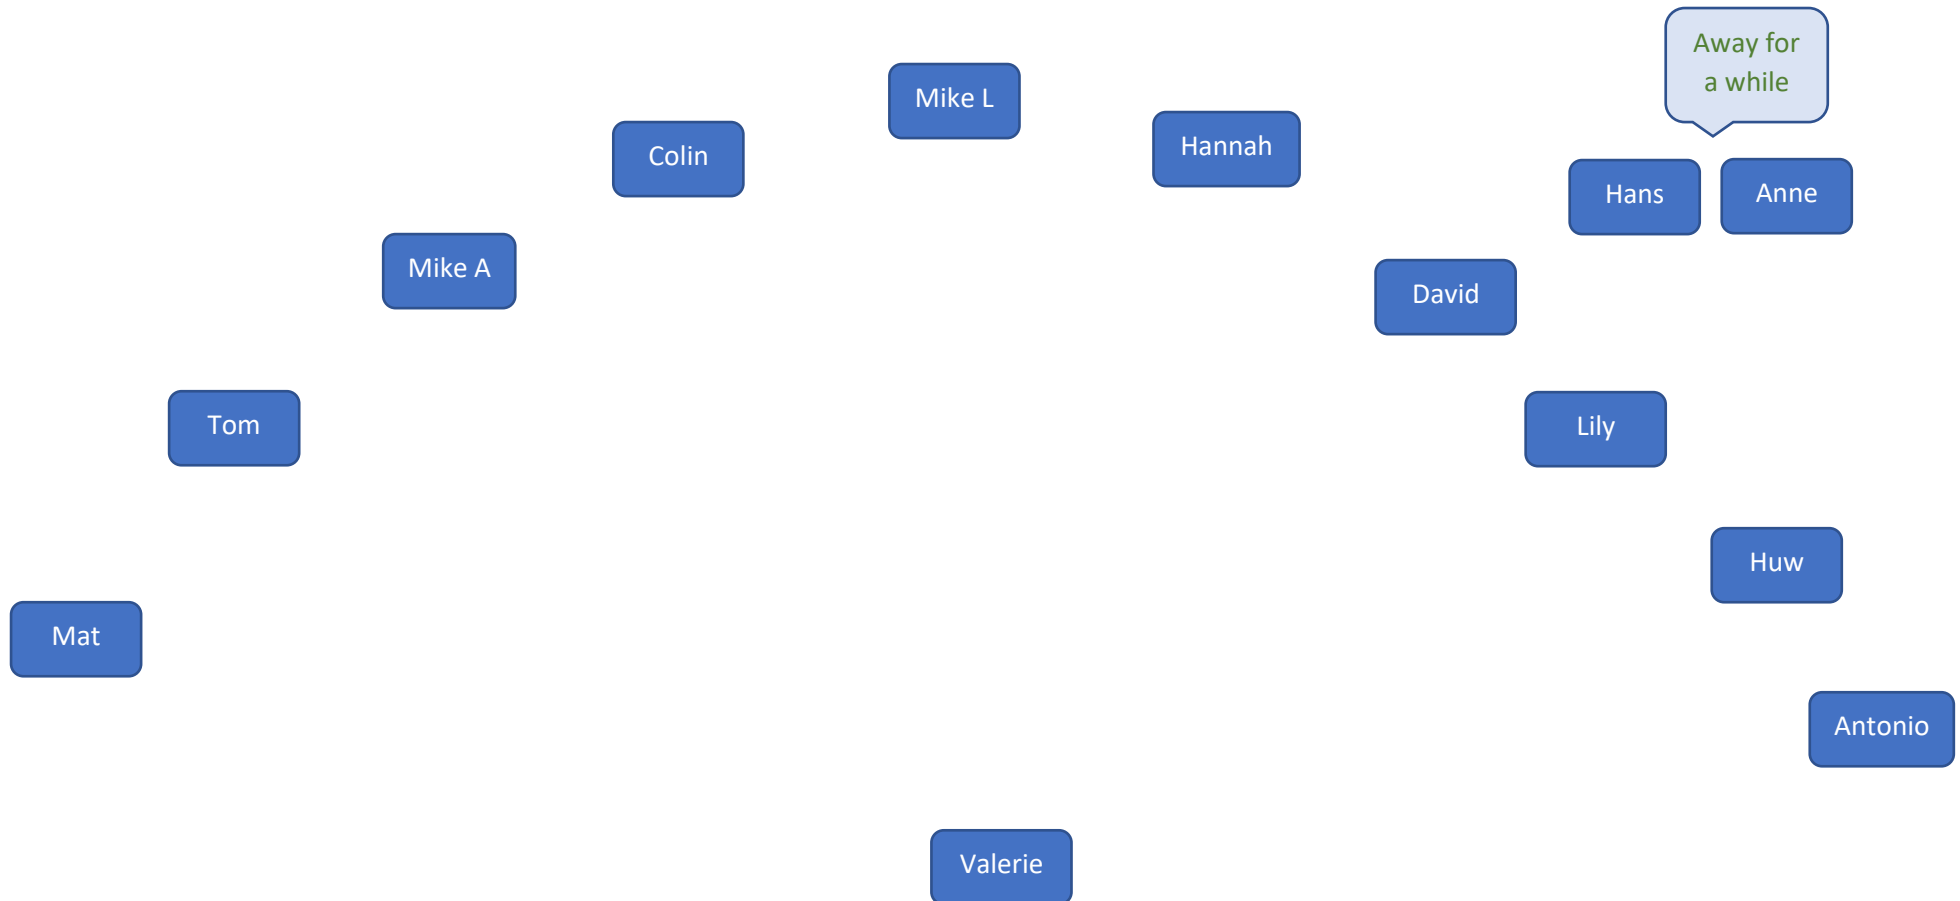 Away for
a while
Mike L
Hannah
Colin
Hans
Anne
Mike A
David
Tom
Lily
Huw
Mat
Antonio
Valerie